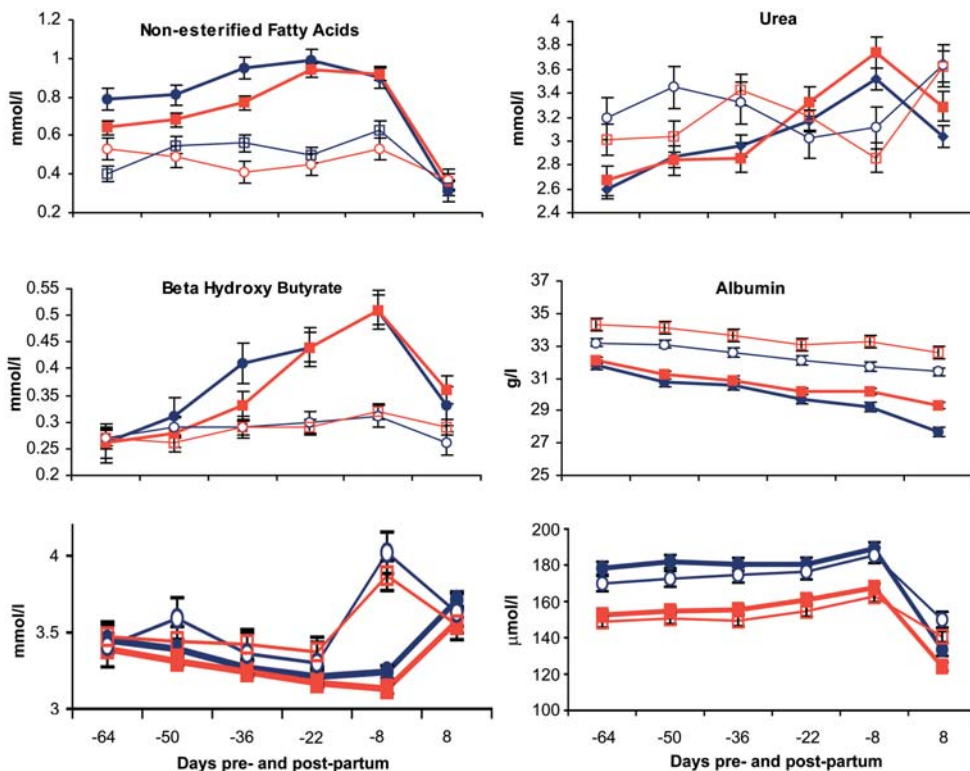 Non-esterified Fatty Acids
mmol/l
1.2
1
0.8
0.6
0.4
0.2
Urea
mmol/l
4
3.8
3.6
3.4
3.2
3
2.8
2.6
2.4
Beta Hydroxy Butyrate
mmol/l
0.55
0.5
0.45
0.4
0.35
0.3
0.25
0.2
Albumin
g/l
37
35
33
31
29
27
25
mmol/l
4
3.5
3
-64 -50 -36 -22 -8 8
Days pre- and post-partum
µmol/l
200
180
160
140
120
100
-64 -50 -36 -22 -8 8
Days pre- and post-partum